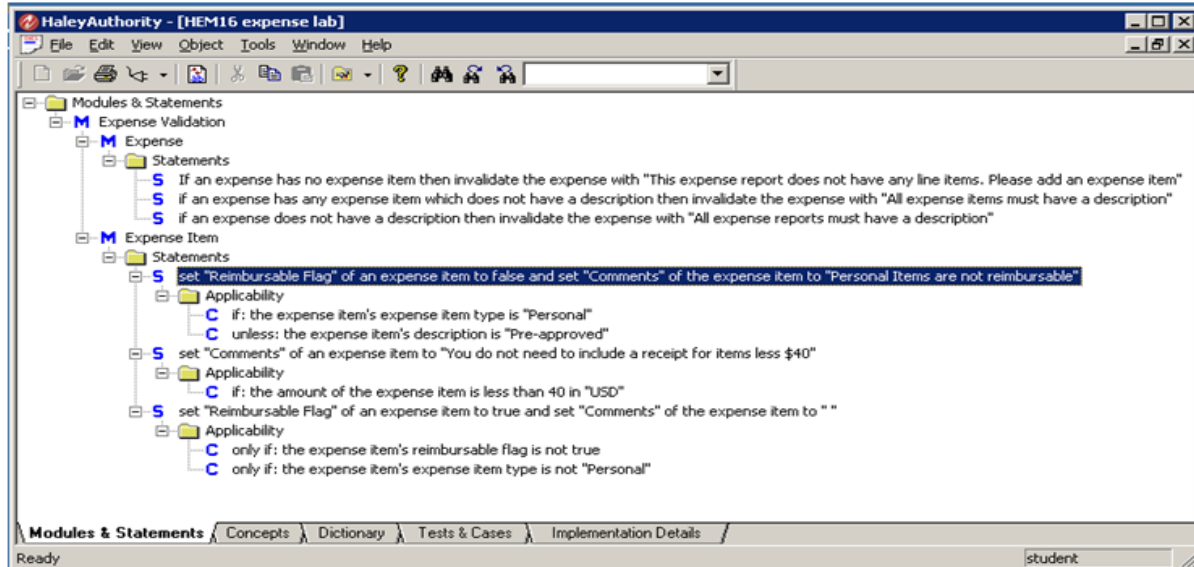 HaleyAuthority - [HEM16 expense lab]
File Edit View Object Tools Window Help
Modules & Statements
M Expense Validation
M Expense
Statements
S If an expense has no expense item then invalidate the expense with "This expense report does not have any line items. Please add an expense item"
S if an expense has any expense item which does not have a description then invalidate the expense with "All expense items must have a description"
S if an expense does not have a description then invalidate the expense with "All expense reports must have a description"
M Expense Item
Statements
S set "Reimbursable Flag" of an expense item to false and set "Comments" of the expense item to "Personal Items are not reimbursable"
Applicability
C if: the expense item's expense item type is "Personal"
C unless: the expense item's description is "Pre-approved"
S set "Comments" of an expense item to "You do not need to include a receipt for items less $40"
Applicability
C if: the amount of the expense item is less than 40 in "USD"
S set "Reimbursable Flag" of an expense item to true and set "Comments" of the expense item to " "
Applicability
C only if: the expense item's reimbursable flag is not true
C only if: the expense item's expense item type is not "Personal"
Modules & Statements Concepts Dictionary Tests & Cases Implementation Details
Ready student